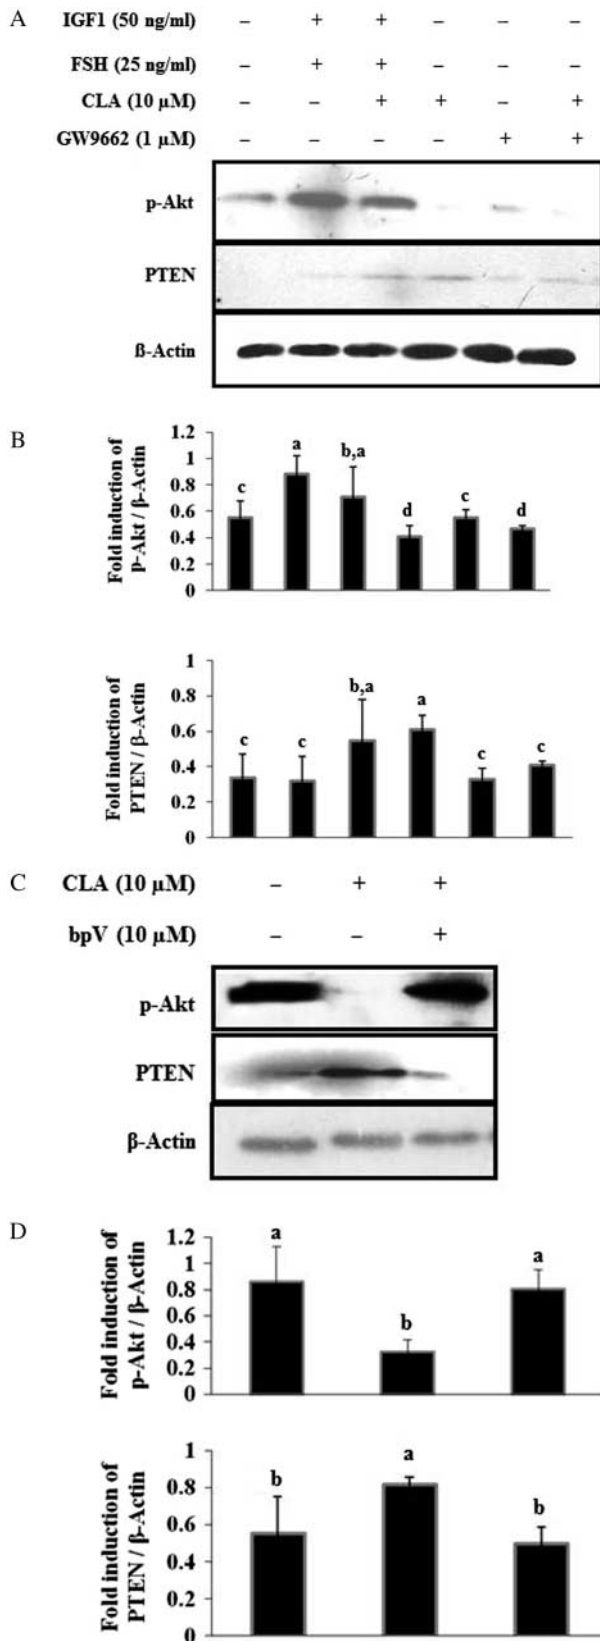 A
IGF1 (50 ng/ml) – + + – – –
FSH (25 ng/ml) – + + – – –
CLA (10 µM) – – + + – +
GW9662 (1 µM) – – – – + +
p-Akt
PTEN
ß-Actin
B
Fold induction of
p-Akt / β-Actin
1.2
1
0.8
0.6
0.4
0.2
0
c a b,a d c d
Fold induction of
PTEN / β-Actin
1
0.8
0.6
0.4
0.2
0
c c b,a a c c
C
CLA (10 µM) – + +
bpV (10 µM) – – +
p-Akt
PTEN
β-Actin
D
Fold induction of
p-Akt / β-Actin
1.2
1
0.8
0.6
0.4
0.2
0
a b a
Fold induction of
PTEN / β-Actin
1
0.8
0.6
0.4
0.2
0
b a b